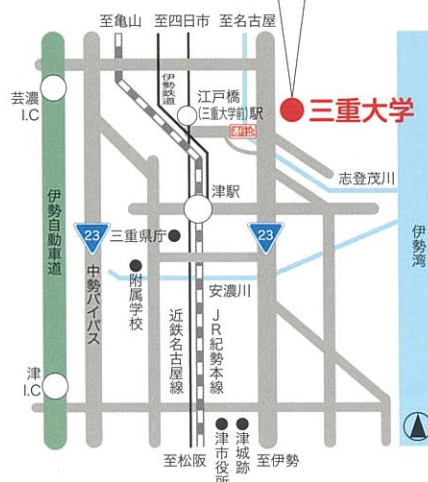 至亀山
至四日市
至名古屋
芸濃
I.C
伊勢鉄道
江戸橋
(三重大学前)駅
通行止
三重大学
志登茂川
津駅
伊勢自動車道
23
中勢バイパス
三重県庁
23
伊勢湾
附属学校
安濃川
近鉄名古屋線
JR紀勢本線
津
I.C
至松阪
津市役所
津城跡
至伊勢